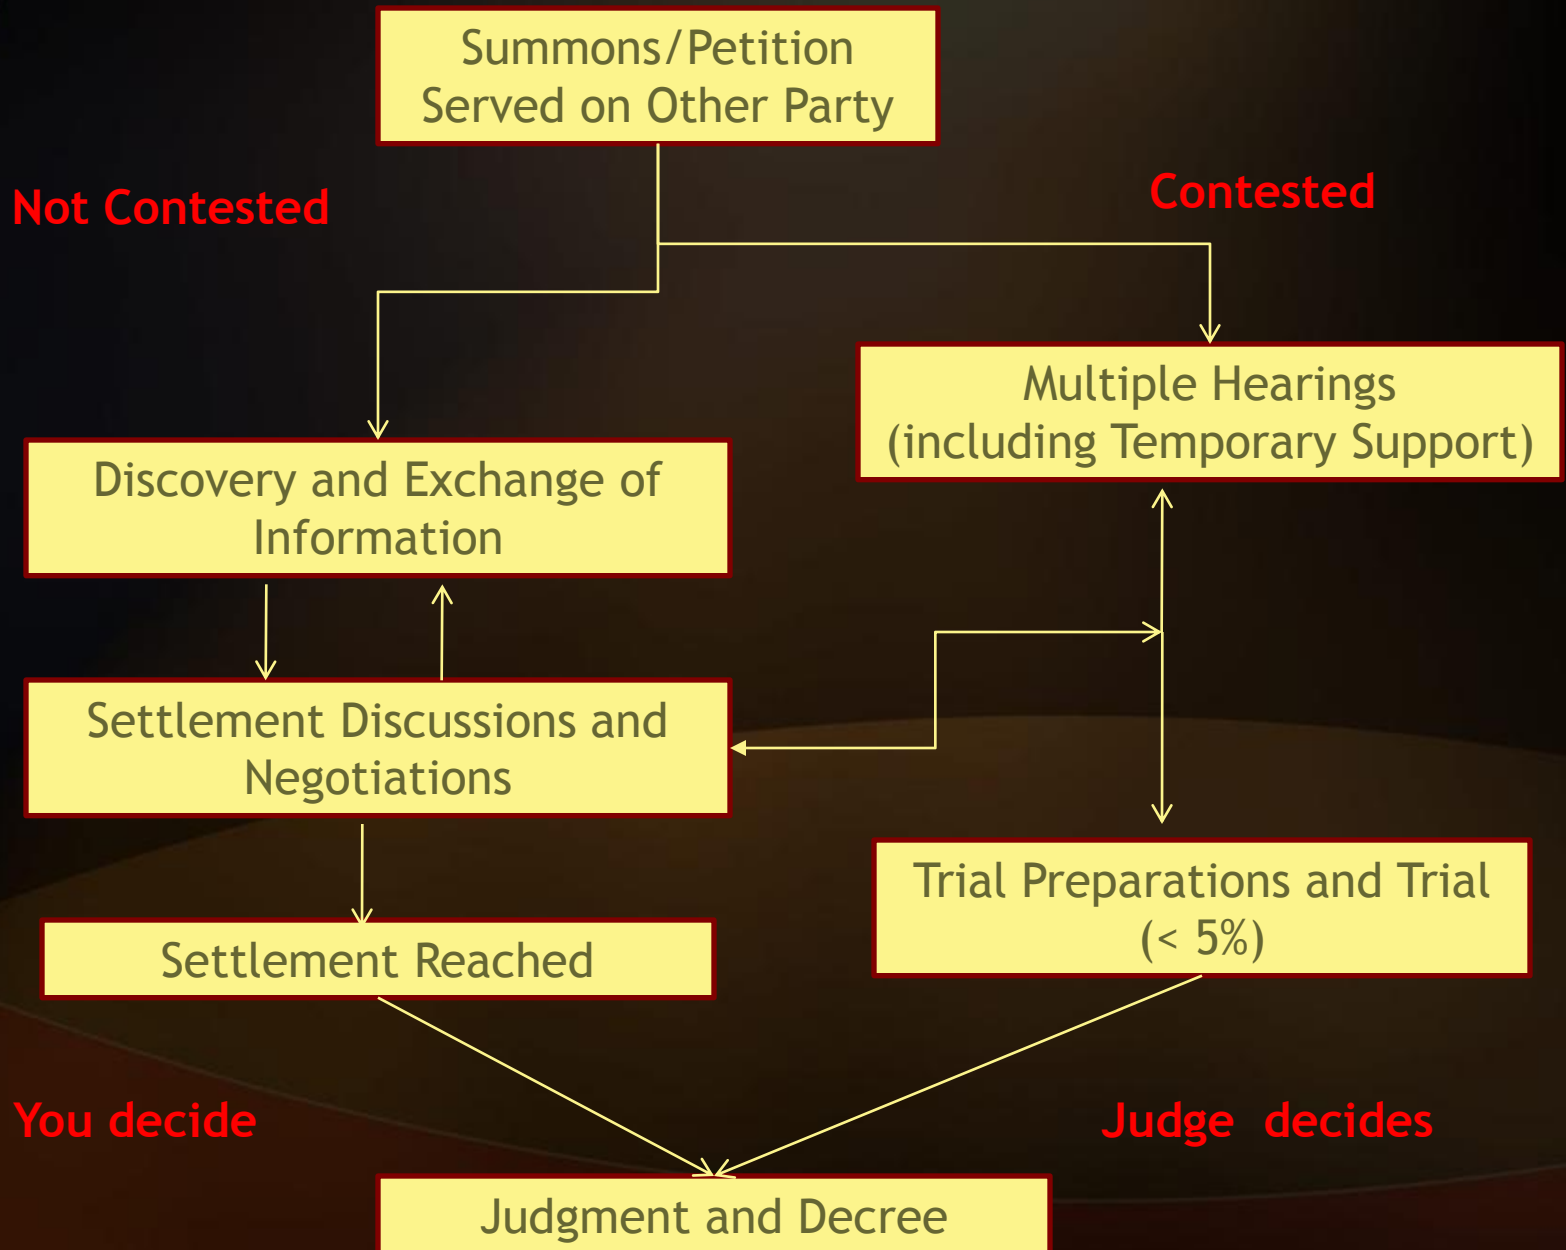 Summons/Petition
Served on Other Party
Not Contested
Contested
Multiple Hearings
(including Temporary Support)
Discovery and Exchange of
Information
Settlement Discussions and
Negotiations
Trial Preparations and Trial
(< 5%)
Settlement Reached
You decide
Judge decides
Judgment and Decree